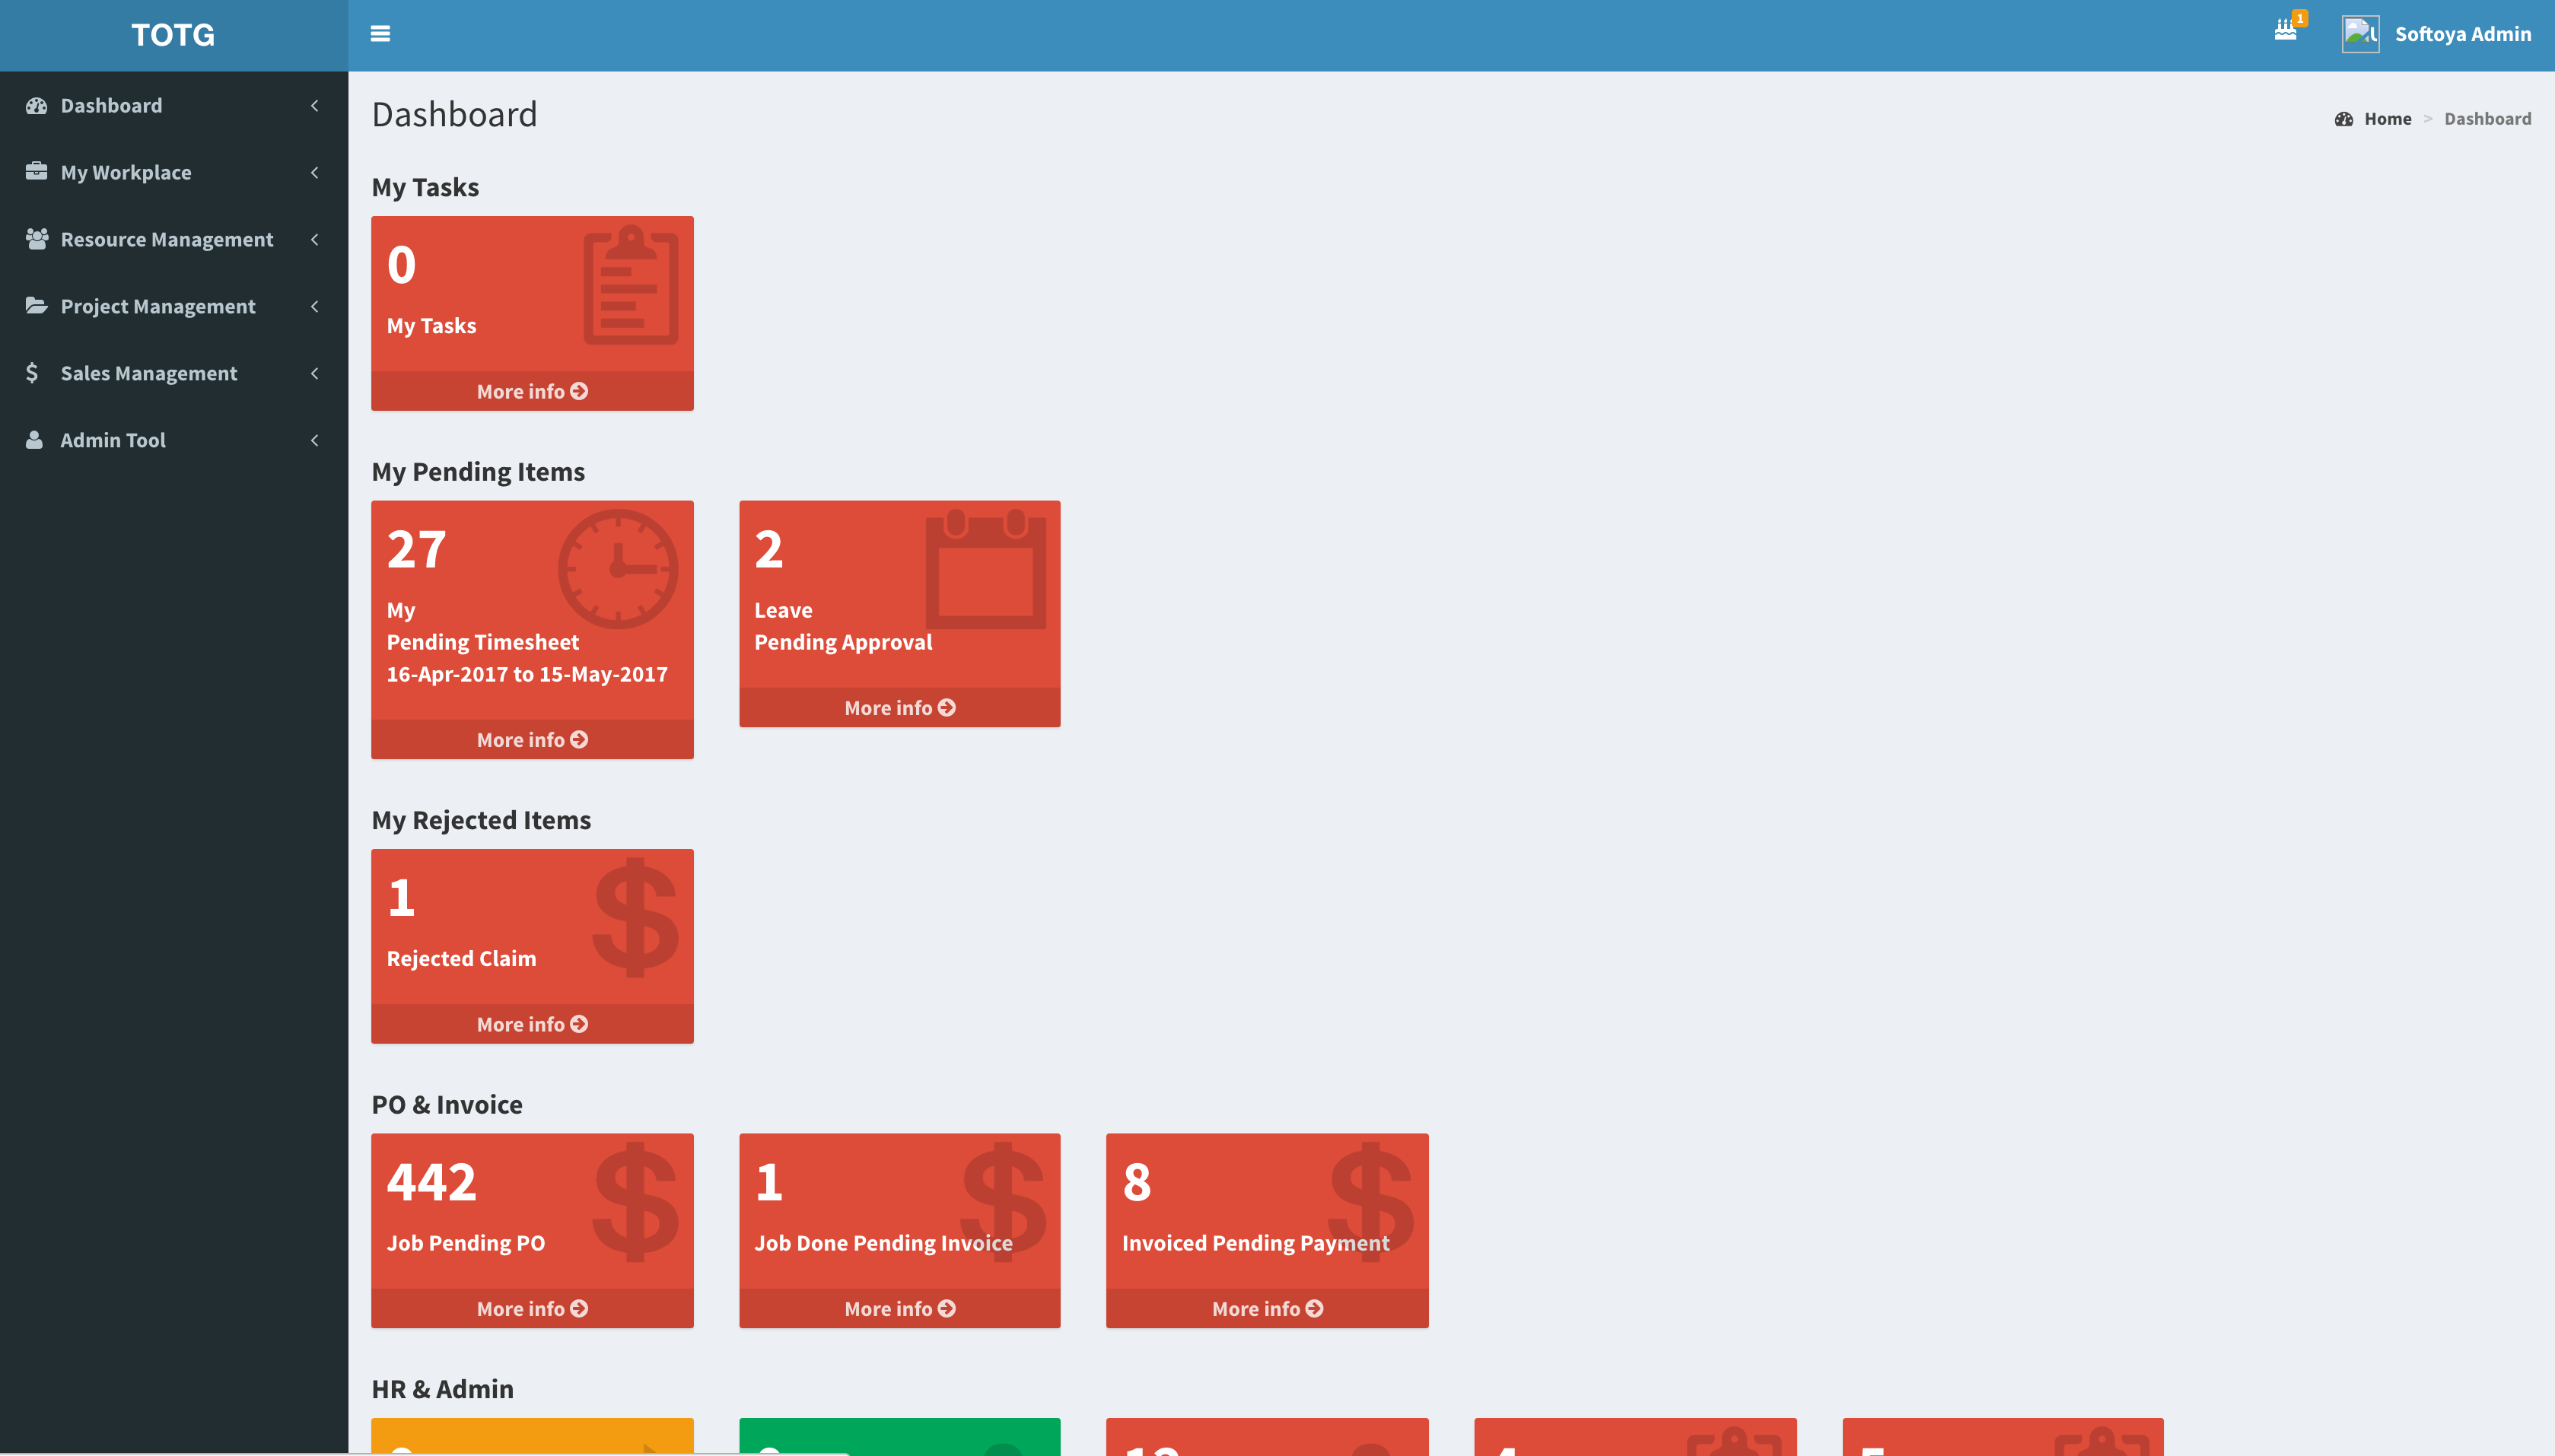 TOTG
1
Softoya Admin
Dashboard
My Workplace
Resource Management
Project Management
Sales Management
Admin Tool
Dashboard
Home > Dashboard
My Tasks
0
My Tasks
More info
My Pending Items
27
My
Pending Timesheet
16-Apr-2017 to 15-May-2017
More info
2
Leave
Pending Approval
More info
My Rejected Items
1
Rejected Claim
More info
PO & Invoice
442
Job Pending PO
More info
1
Job Done Pending Invoice
More info
8
Invoiced Pending Payment
More info
HR & Admin